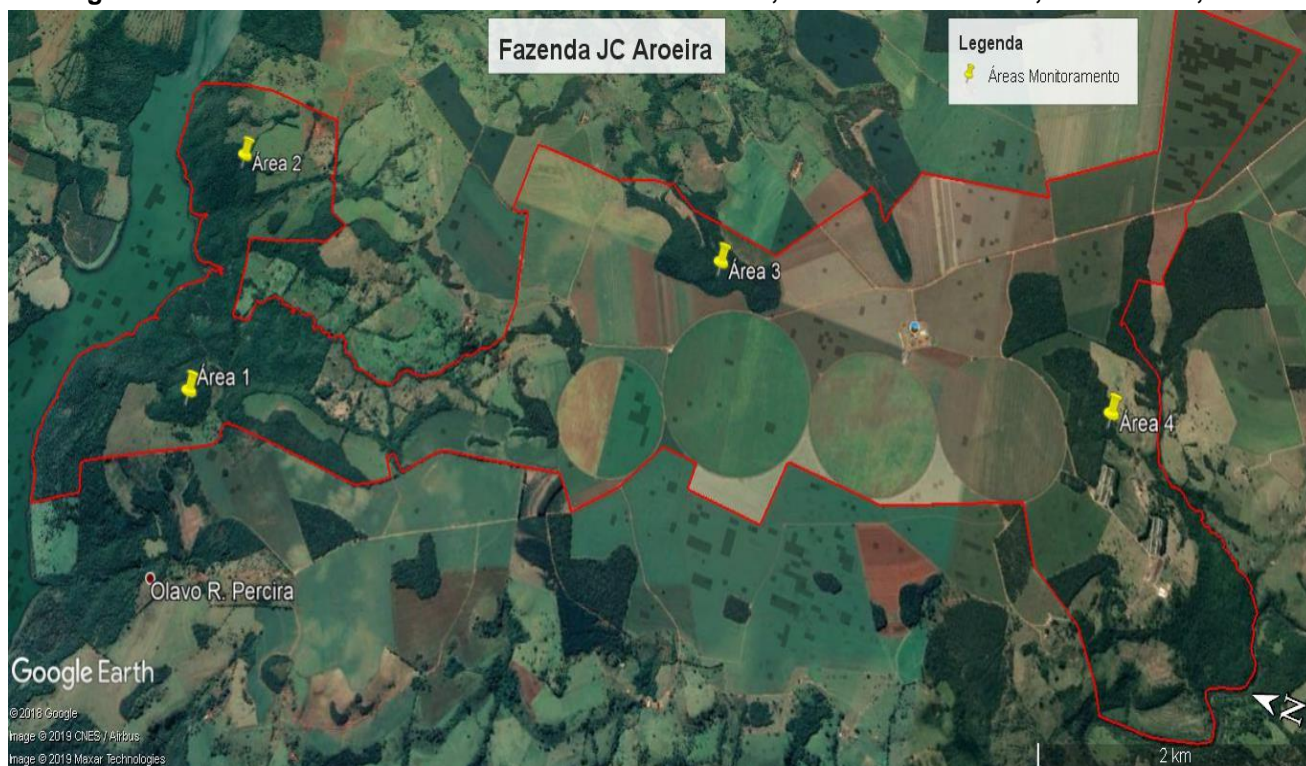 Fazenda JC Aroeira
Legenda
Áreas Monitoramento
Área 2
Área 3
Área 1
Área 4
Olavo R. Percira
Google Earth
© 2018 Google
Image © 2019 CNES / Airbus
Image © 2019 Maxar Technologies
N
2 km